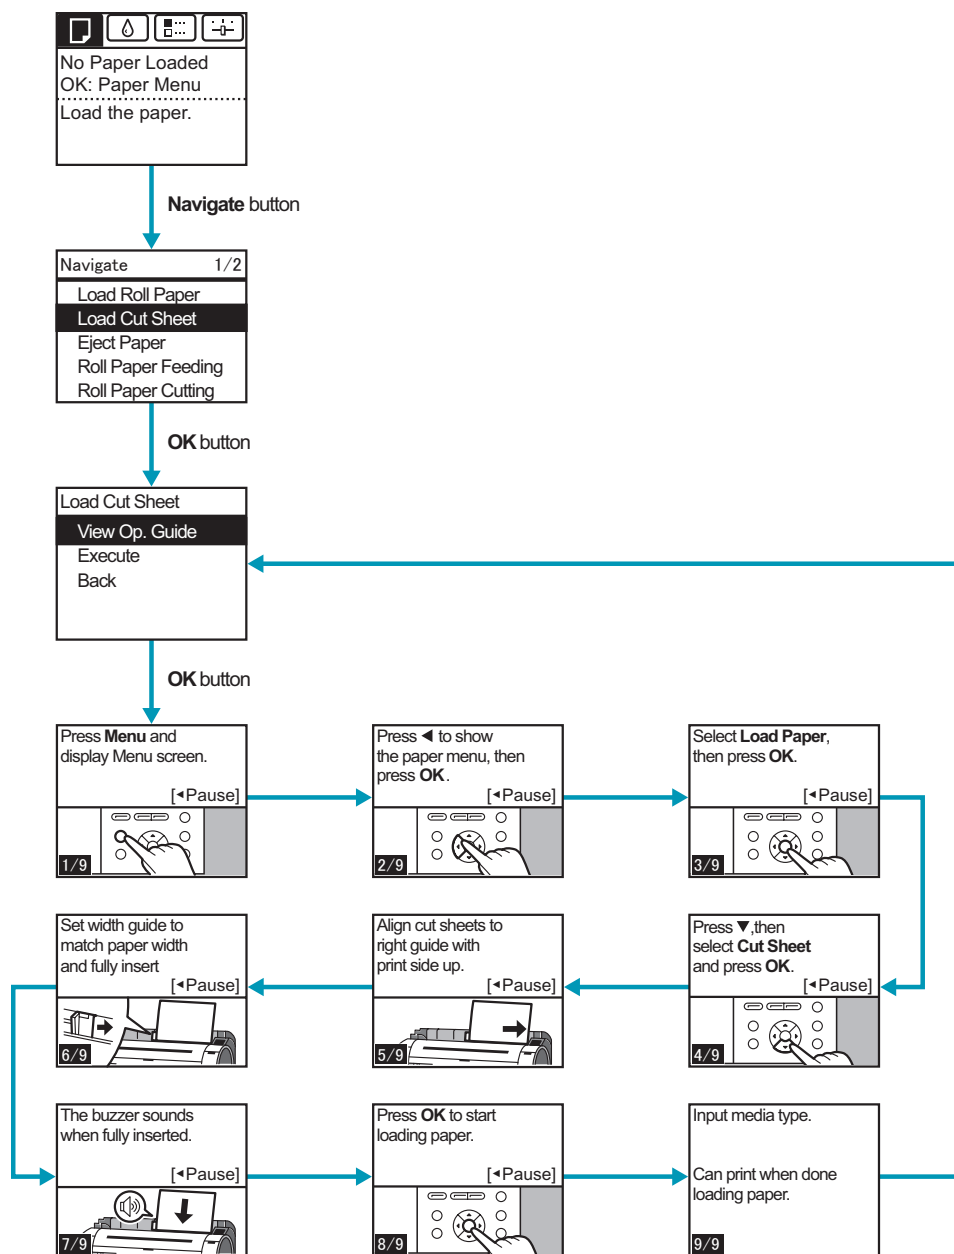 No Paper Loaded
OK: Paper Menu
Load the paper.
Navigate button
Navigate 1/2
Load Roll Paper
Load Cut Sheet
Eject Paper
Roll Paper Feeding
Roll Paper Cutting
OK button
Load Cut Sheet
View Op. Guide
Execute
Back
OK button
Press Menu and
display Menu screen.
[◂Pause]
1/9
Press ◀ to show
the paper menu, then
press OK.
[◂Pause]
2/9
Select Load Paper,
then press OK.
[◂Pause]
3/9
Press ▼,then
select Cut Sheet
and press OK.
[◂Pause]
4/9
Align cut sheets to
right guide with
print side up.
[◂Pause]
5/9
Set width guide to
match paper width
and fully insert
[◂Pause]
6/9
The buzzer sounds
when fully inserted.
[◂Pause]
7/9
Press OK to start
loading paper.
[◂Pause]
8/9
Input media type.
Can print when done
loading paper.
9/9